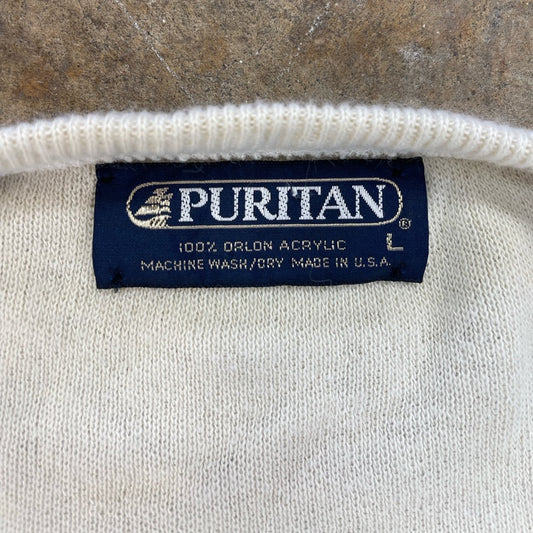 PURITAN®
100% ORLON ACRYLIC L
MACHINE WASH/DRY MADE IN U.S.A.